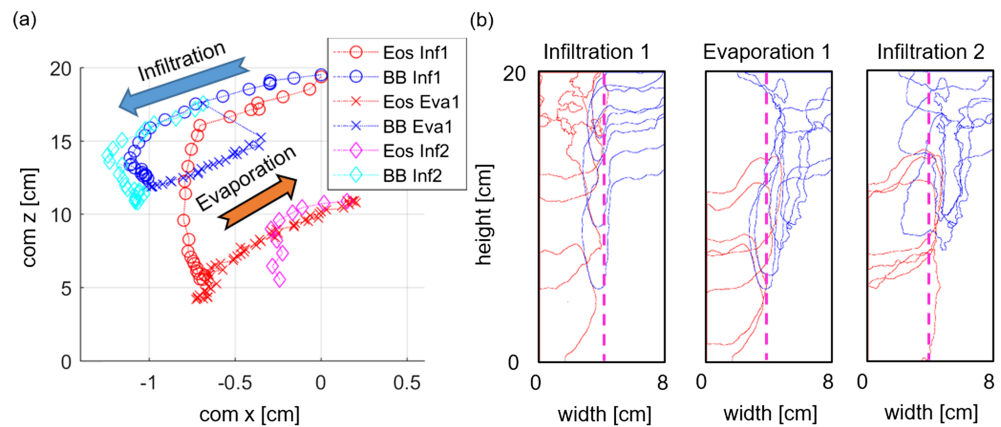 (a)
Infiltration
Evaporation
Eos Inf1
BB Inf1
Eos Eva1
BB Eva1
Eos Inf2
BB Inf2
20
15
10
5
0
com z [cm]
-1
-0.5
0
0.5
com x [cm]
(b)
Infiltration 1
Evaporation 1
Infiltration 2
20
height [cm]
0
0
8
0
8
0
8
width [cm]
width [cm]
width [cm]